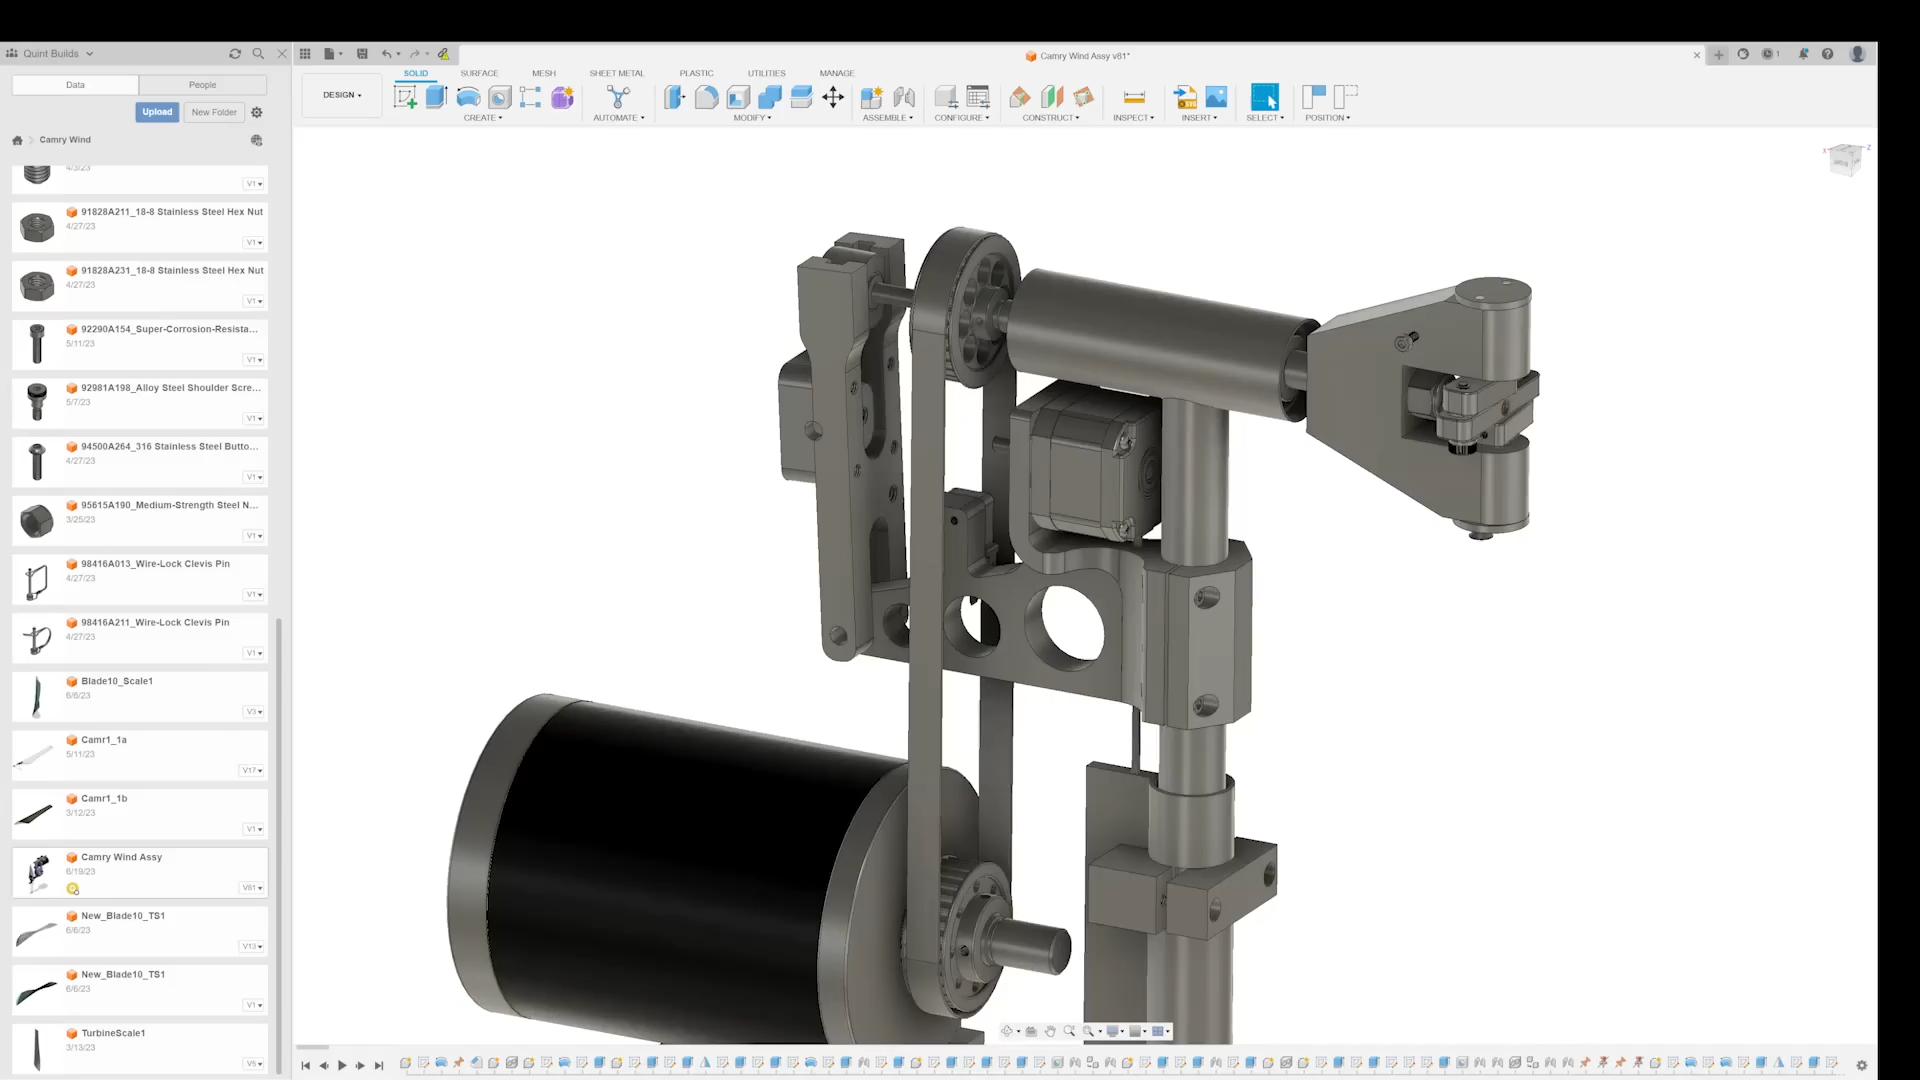 Quint Builds
Camry Wind Assy v81*
1
Data
People
SOLID
SURFACE
MESH
SHEET METAL
PLASTIC
UTILITIES
MANAGE
DESIGN
Upload
New Folder
CREATE
AUTOMATE
MODIFY
ASSEMBLE
CONFIGURE
CONSTRUCT
INSPECT
INSERT
SELECT
POSITION
Camry Wind
4/3/23
V1
91828A211_18-8 Stainless Steel Hex Nut
4/27/23
V1
91828A231_18-8 Stainless Steel Hex Nut
4/27/23
V1
92290A154_Super-Corrosion-Resista...
5/11/23
V1
92981A198_Alloy Steel Shoulder Scre...
5/7/23
V1
94500A264_316 Stainless Steel Butto...
4/27/23
V1
95615A190_Medium-Strength Steel N...
3/25/23
V1
98416A013_Wire-Lock Clevis Pin
4/27/23
V1
98416A211_Wire-Lock Clevis Pin
4/27/23
V1
Blade10_Scale1
6/6/23
V3
Camr1_1a
5/11/23
V17
Camr1_1b
3/12/23
V1
Camry Wind Assy
6/19/23
V81
New_Blade10_TS1
6/6/23
V13
New_Blade10_TS1
6/6/23
V1
TurbineScale1
3/13/23
V5
X
Z